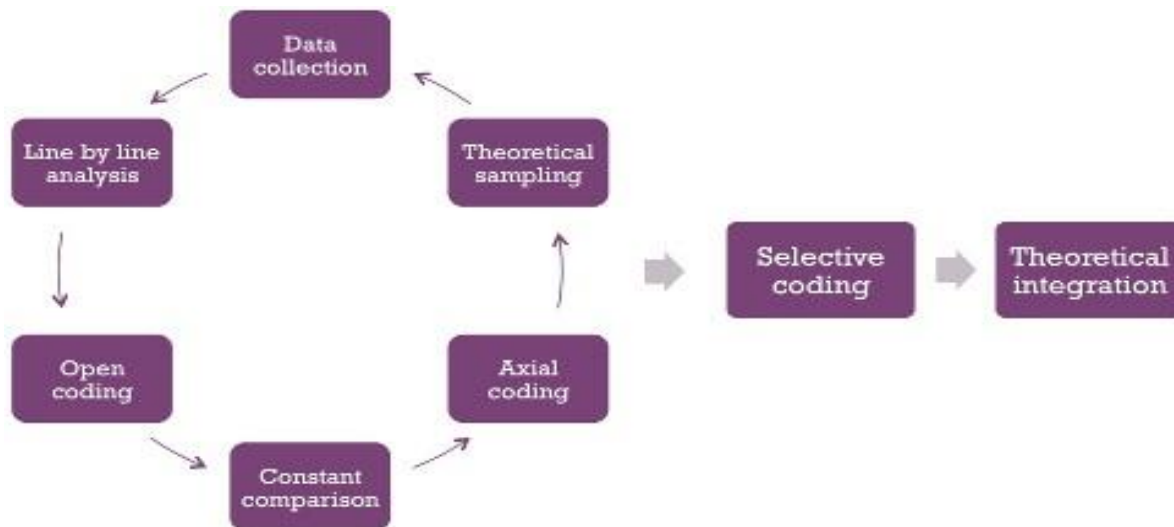 Data
collection
Line by line
analysis
Open
coding
Constant
comparison
Axial
coding
Theoretical
sampling
Selective
coding
Theoretical
integration